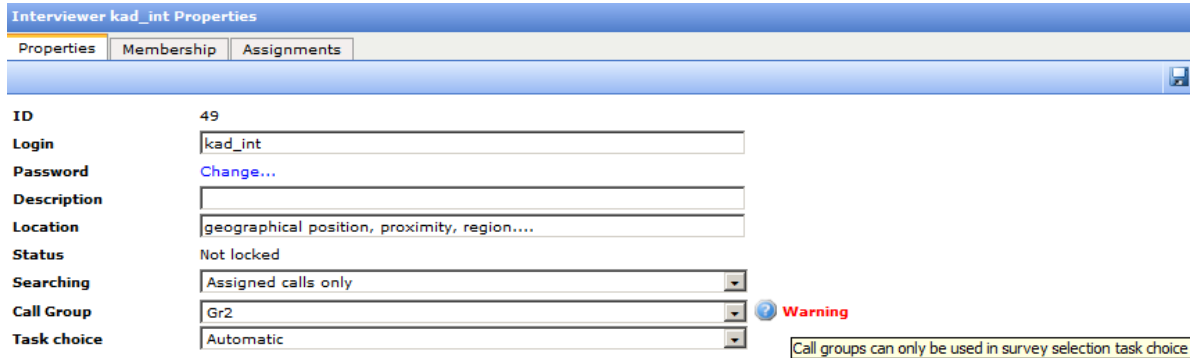 Interviewer kad_int Properties
Properties Membership Assignments
ID 49
Login kad_int
Password Change...
Description
Location geographical position, proximity, region....
Status Not locked
Searching Assigned calls only
Call Group Gr2 Warning
Task choice Automatic
Call groups can only be used in survey selection task choice